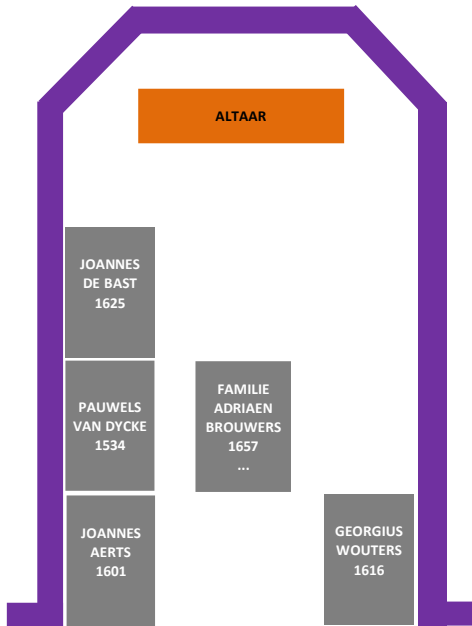 ALTAAR
JOANNES
DE BAST
1625
PAUWELS
VAN DYCKE
1534
FAMILIE
ADRIAEN
BROUWERS
1657
...
JOANNES
AERTS
1601
GEORGIUS
WOUTERS
1616